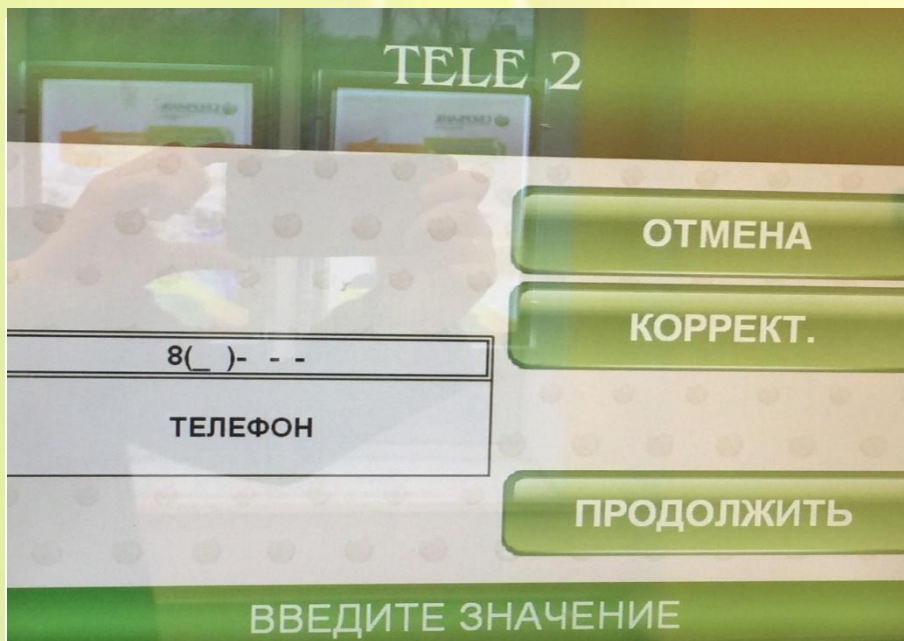 TELE 2
ОТМЕНА
КОРРЕКТ.
8(_ )- - -
ТЕЛЕФОН
ПРОДОЛЖИТЬ
ВВЕДИТЕ ЗНАЧЕНИЕ